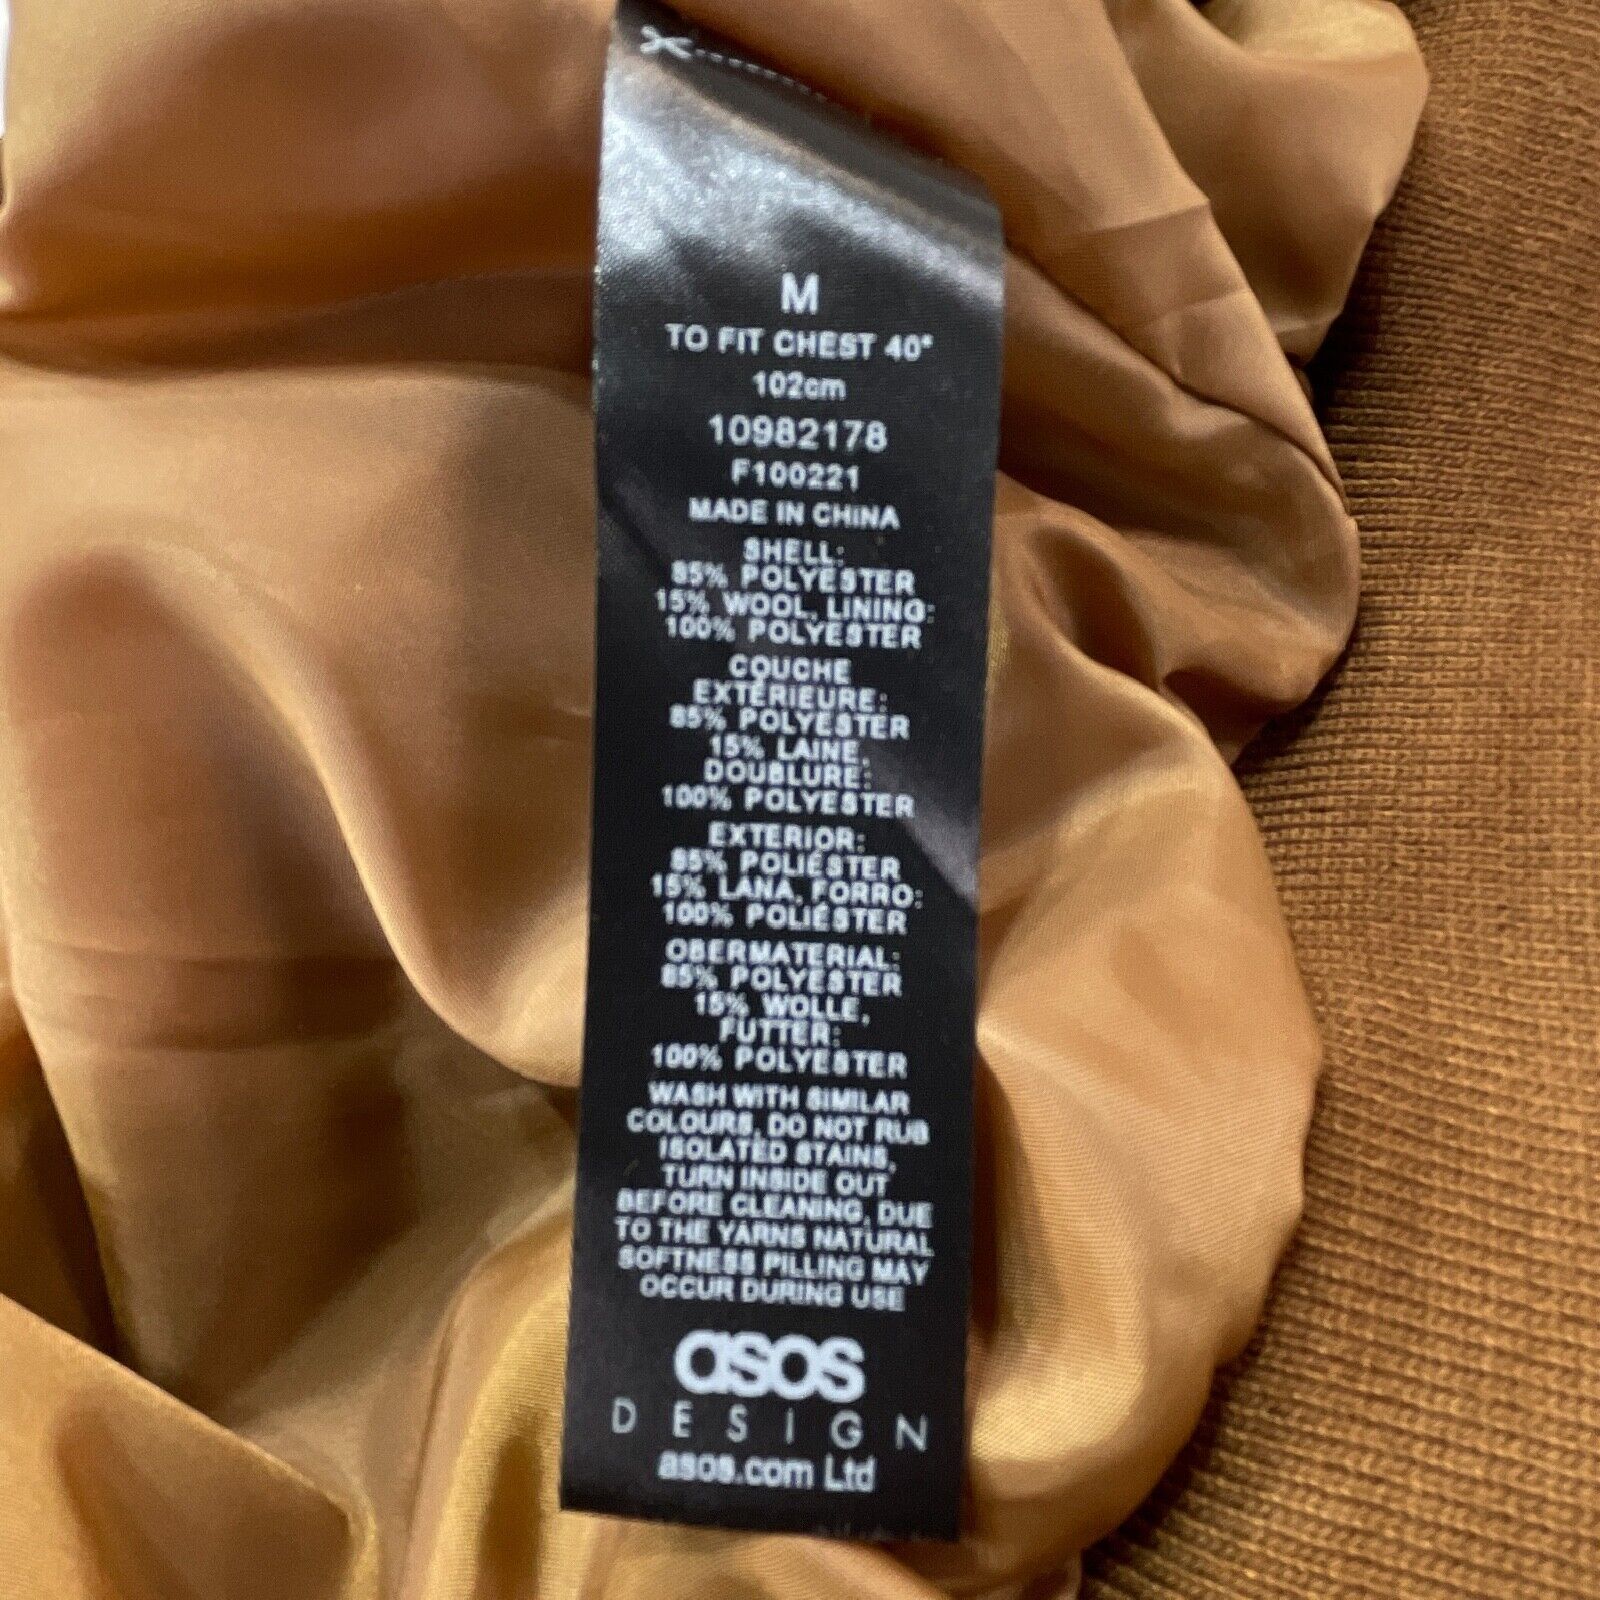 M
TO FIT CHEST 40"
102cm
10982178
F100221
MADE IN CHINA
SHELL:
85% POLYESTER
15% WOOL, LINING:
100% POLYESTER
COUCHE
EXTÉRIEURE:
85% POLYESTER
15% LAINE,
DOUBLURE:
100% POLYESTER
EXTERIOR:
85% POLIÉSTER
15% LANA, FORRO:
100% POLIÉSTER
OBERMATERIAL:
85% POLYESTER
15% WOLLE,
FUTTER:
100% POLYESTER
WASH WITH SIMILAR
COLOURS, DO NOT RUB
ISOLATED STAINS,
TURN INSIDE OUT
BEFORE CLEANING, DUE
TO THE YARNS NATURAL
SOFTNESS PILLING MAY
OCCUR DURING USE
asos
DESIGN
asos.com Ltd